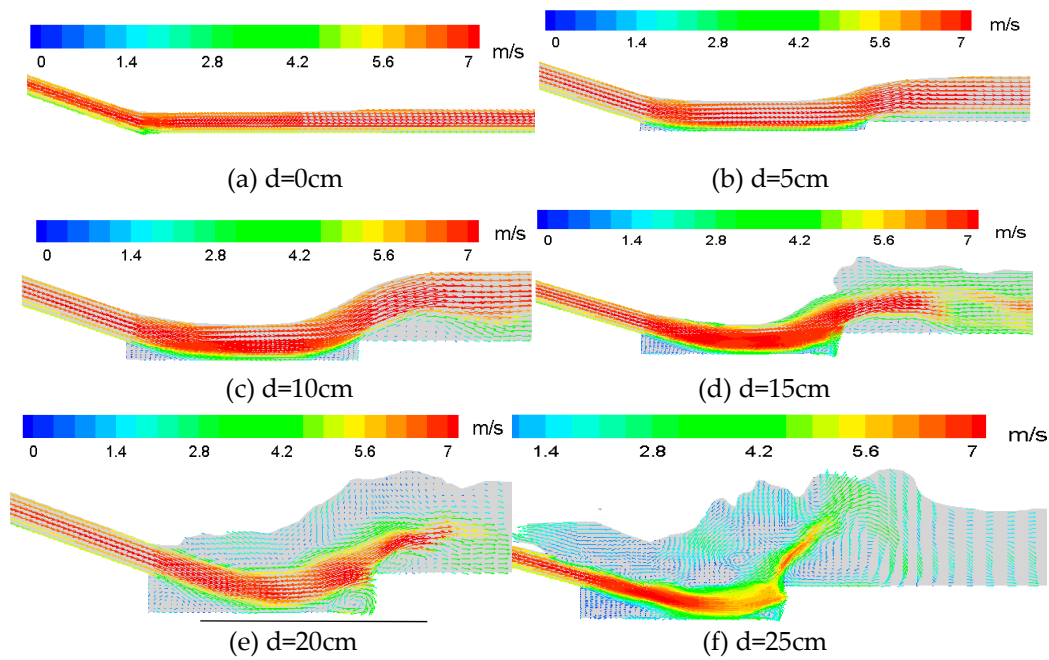 m/s
0 1.4 2.8 4.2 5.6 7
(a) d=0cm
m/s
0 1.4 2.8 4.2 5.6 7
(b) d=5cm
m/s
0 1.4 2.8 4.2 5.6 7
(c) d=10cm
m/s
0 1.4 2.8 4.2 5.6 7
(d) d=15cm
m/s
0 1.4 2.8 4.2 5.6 7
(e) d=20cm
m/s
1.4 2.8 4.2 5.6 7
(f) d=25cm